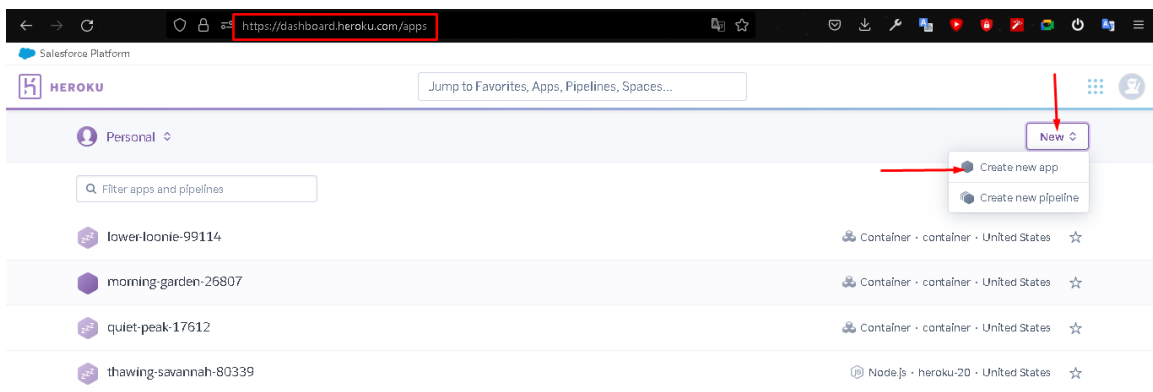 https://dashboard.heroku.com/apps
Salesforce Platform
HEROKU
Jump to Favorites, Apps, Pipelines, Spaces...
Personal
New
Create new app
Filter apps and pipelines
Create new pipeline
lower-loonie-99114 Container · container · United States
morning-garden-26807 Container · container · United States
quiet-peak-17612 Container · container · United States
thawing-savannah-80339 Node.js · heroku-20 · United States